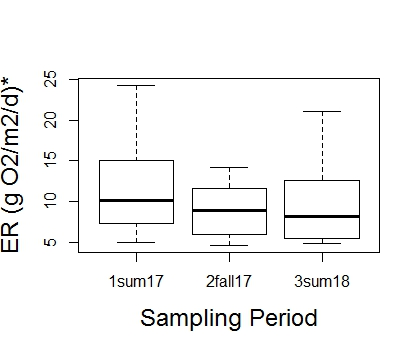 ER (g O2/m2/d)*
25
20
15
10
5
1sum17 2fall17 3sum18
Sampling Period